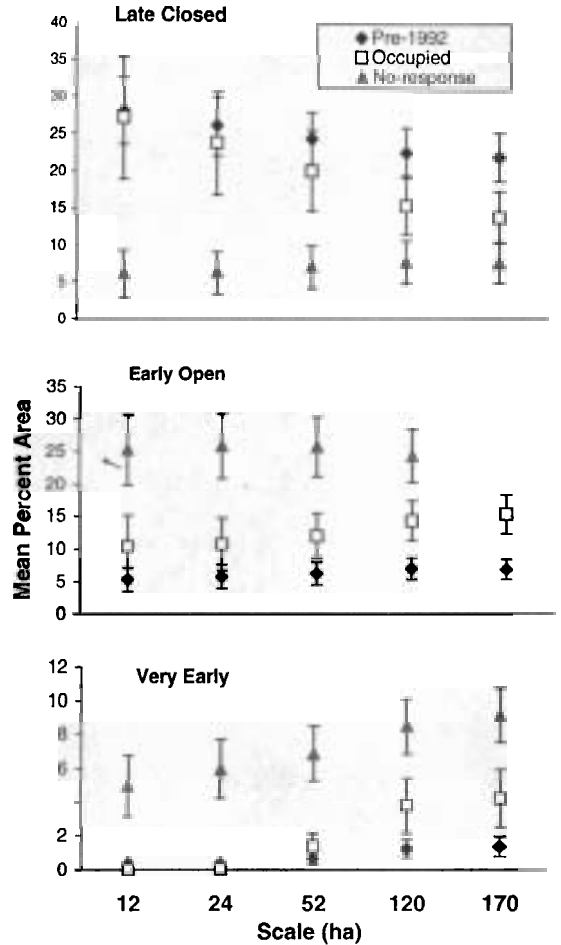 Late Closed
40
35
30
25
20
15
10
5
0
Pre-1992
Occupied
No-response
Early Open
35
30
25
20
15
10
5
0
Mean Percent Area
Very Early
12
10
8
6
2
0
12 24 52 120 170
Scale (ha)